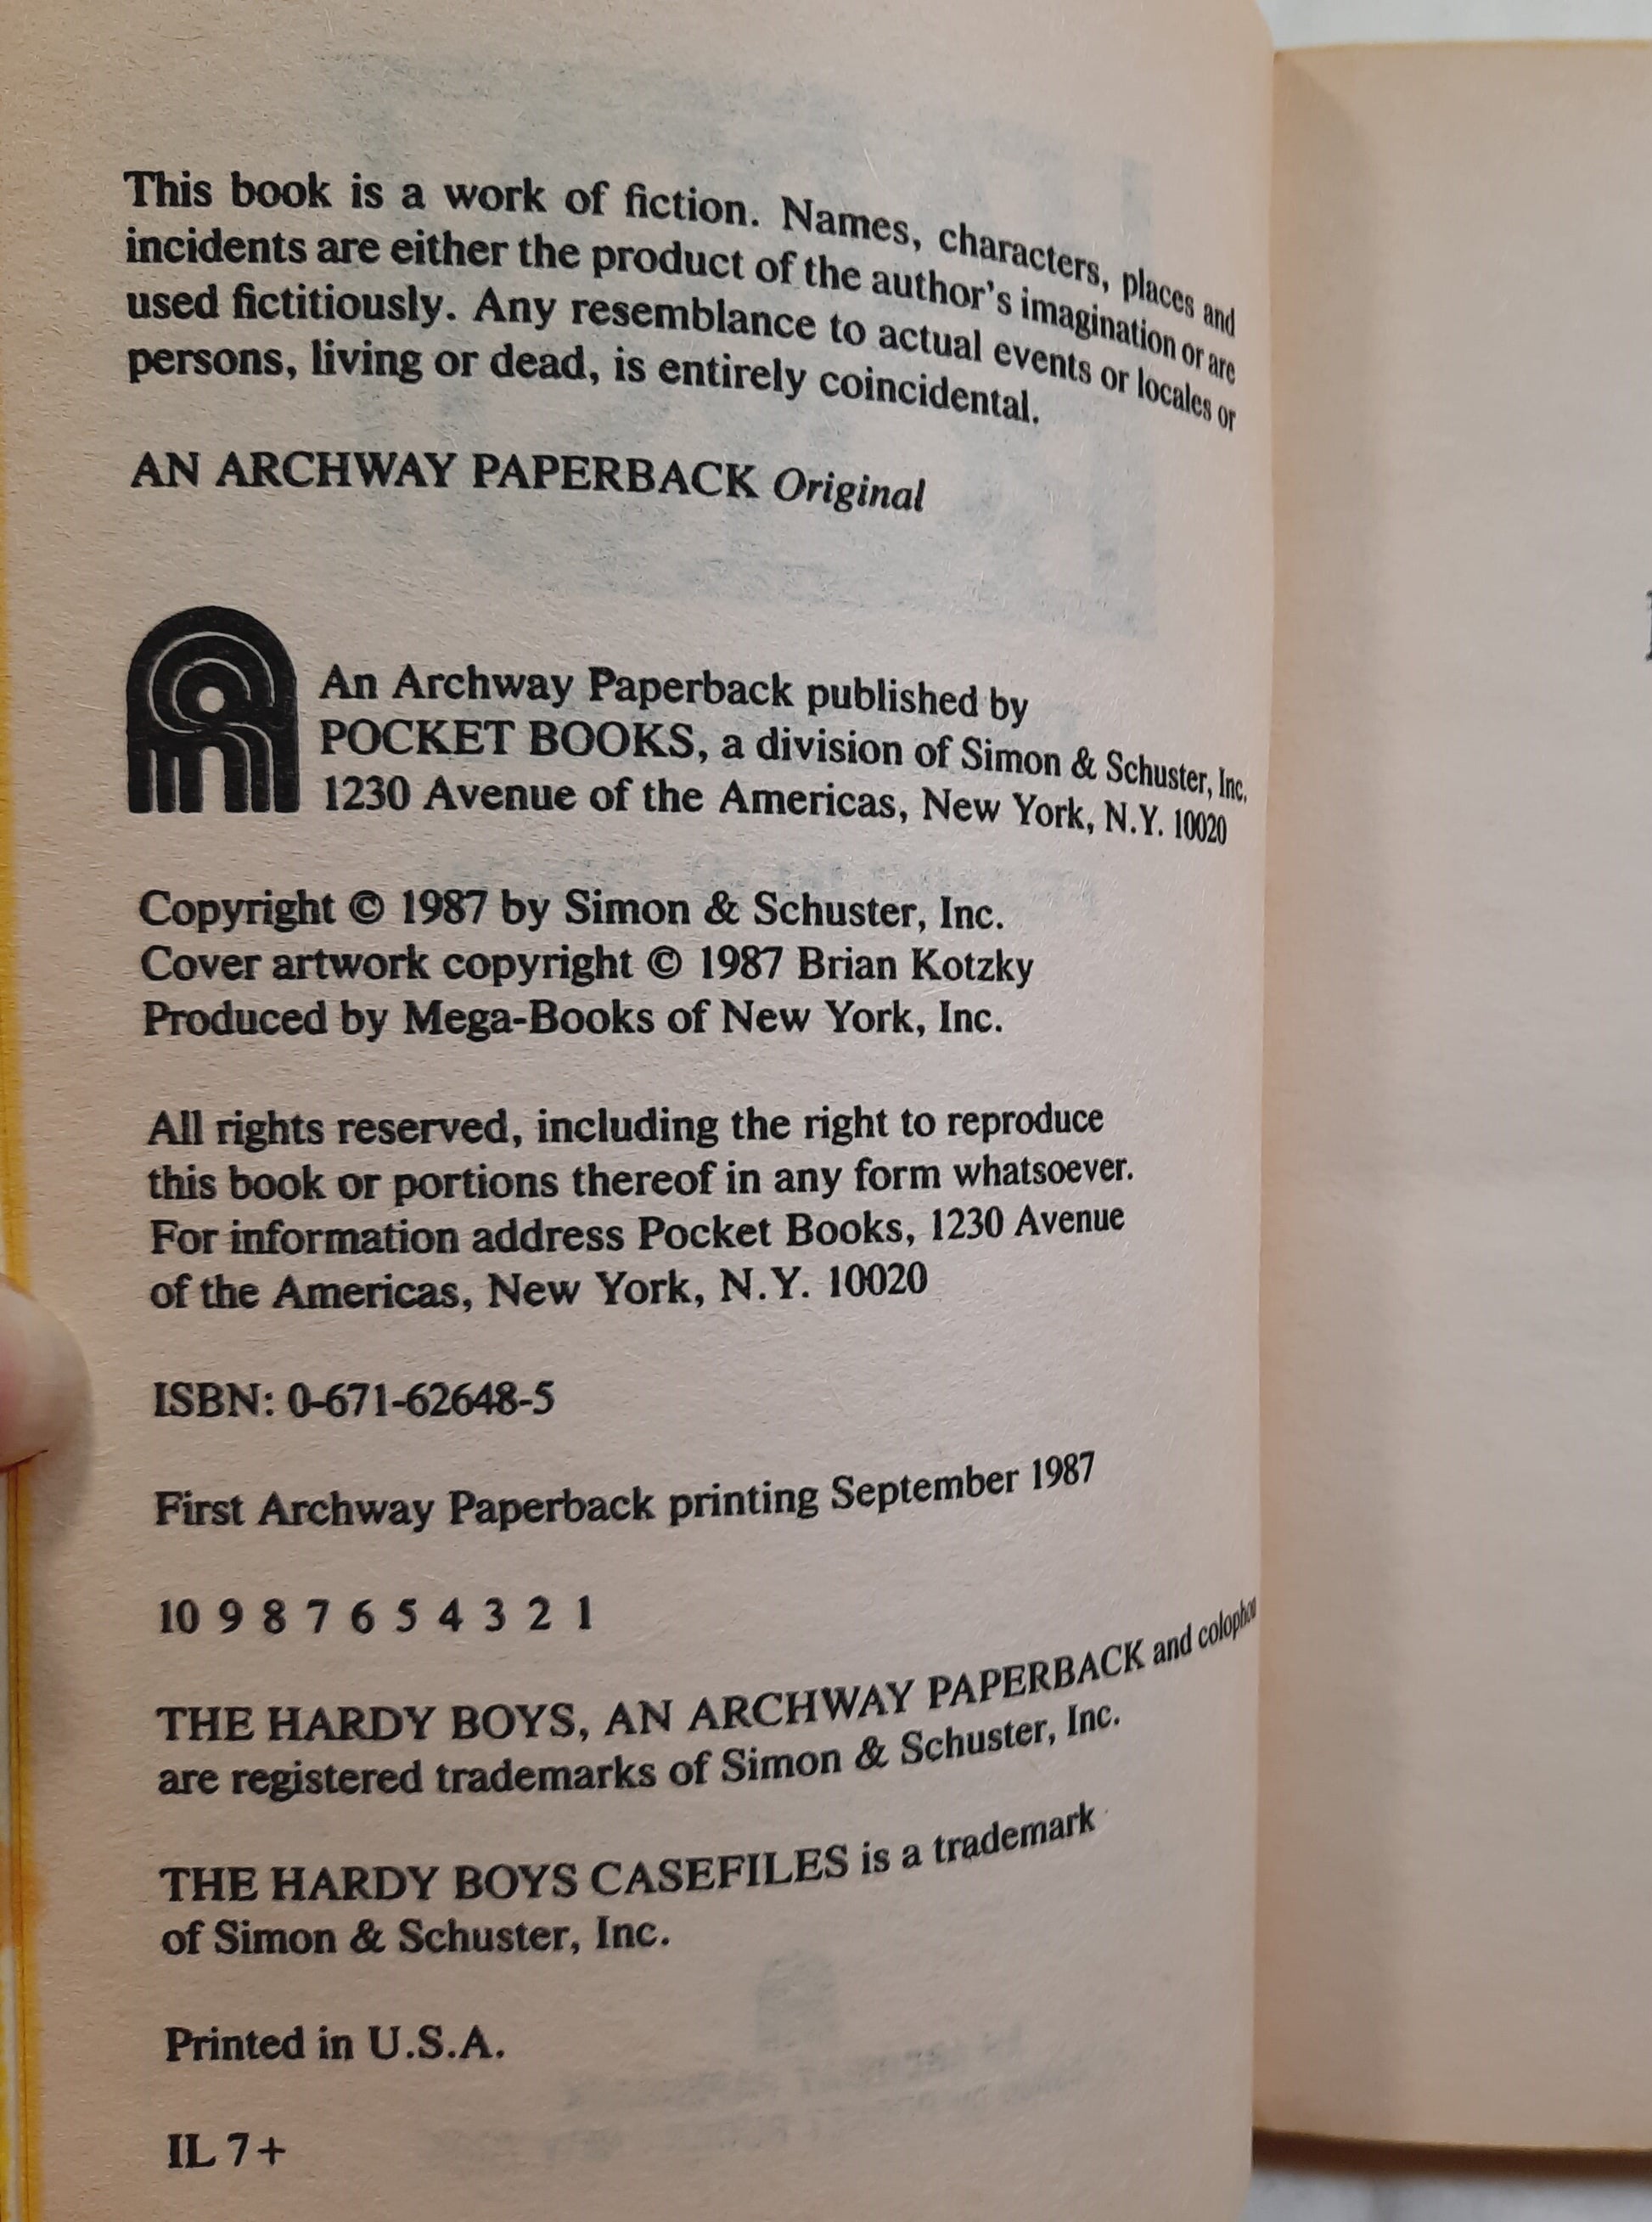 This book is a work of fiction. Names, characters, places and
incidents are either the product of the author's imagination or are
used fictitiously. Any resemblance to actual events or locales or
persons, living or dead, is entirely coincidental.
AN ARCHWAY PAPERBACK Original
An Archway Paperback published by
POCKET BOOKS, a division of Simon & Schuster, Inc.
1230 Avenue of the Americas, New York, N.Y. 10020
Copyright © 1987 by Simon & Schuster, Inc.
Cover artwork copyright © 1987 Brian Kotzky
Produced by Mega-Books of New York, Inc.
All rights reserved, including the right to reproduce
this book or portions thereof in any form whatsoever.
For information address Pocket Books, 1230 Avenue
of the Americas, New York, N.Y. 10020
ISBN: 0-671-62648-5
First Archway Paperback printing September 1987
10 9 8 7 6 5 4 3 2 1
THE HARDY BOYS, AN ARCHWAY PAPERBACK and colophon
are registered trademarks of Simon & Schuster, Inc.
THE HARDY BOYS CASEFILES is a trademark
of Simon & Schuster, Inc.
Printed in U.S.A.
IL 7+